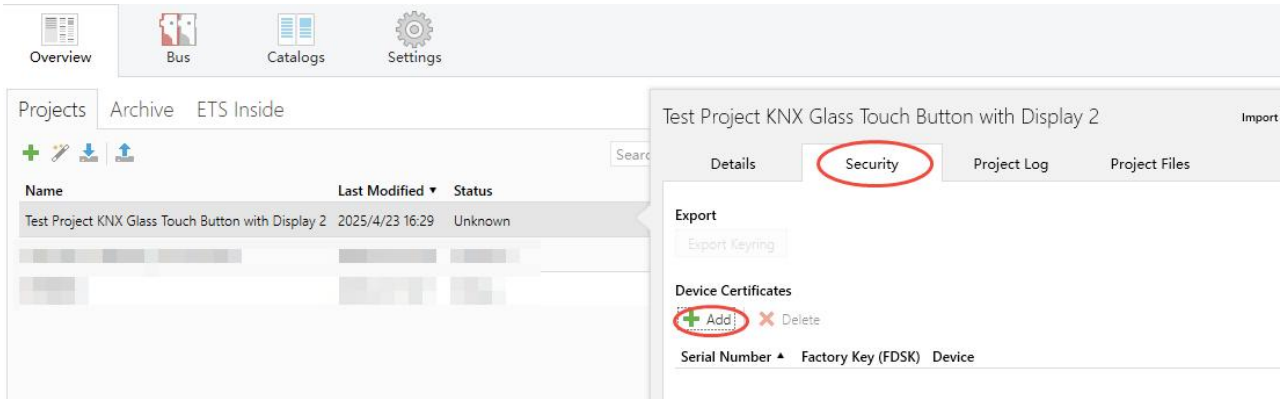 Overview Bus Catalogs Settings
Projects Archive ETS Inside
Searc
Name Last Modified ▼ Status
Test Project KNX Glass Touch Button with Display 2 2025/4/23 16:29 Unknown
Test Project KNX Glass Touch Button with Display 2 Import
Details Security Project Log Project Files
Export
Export Keyring
Device Certificates
Add Delete
Serial Number ▲ Factory Key (FDSK) Device